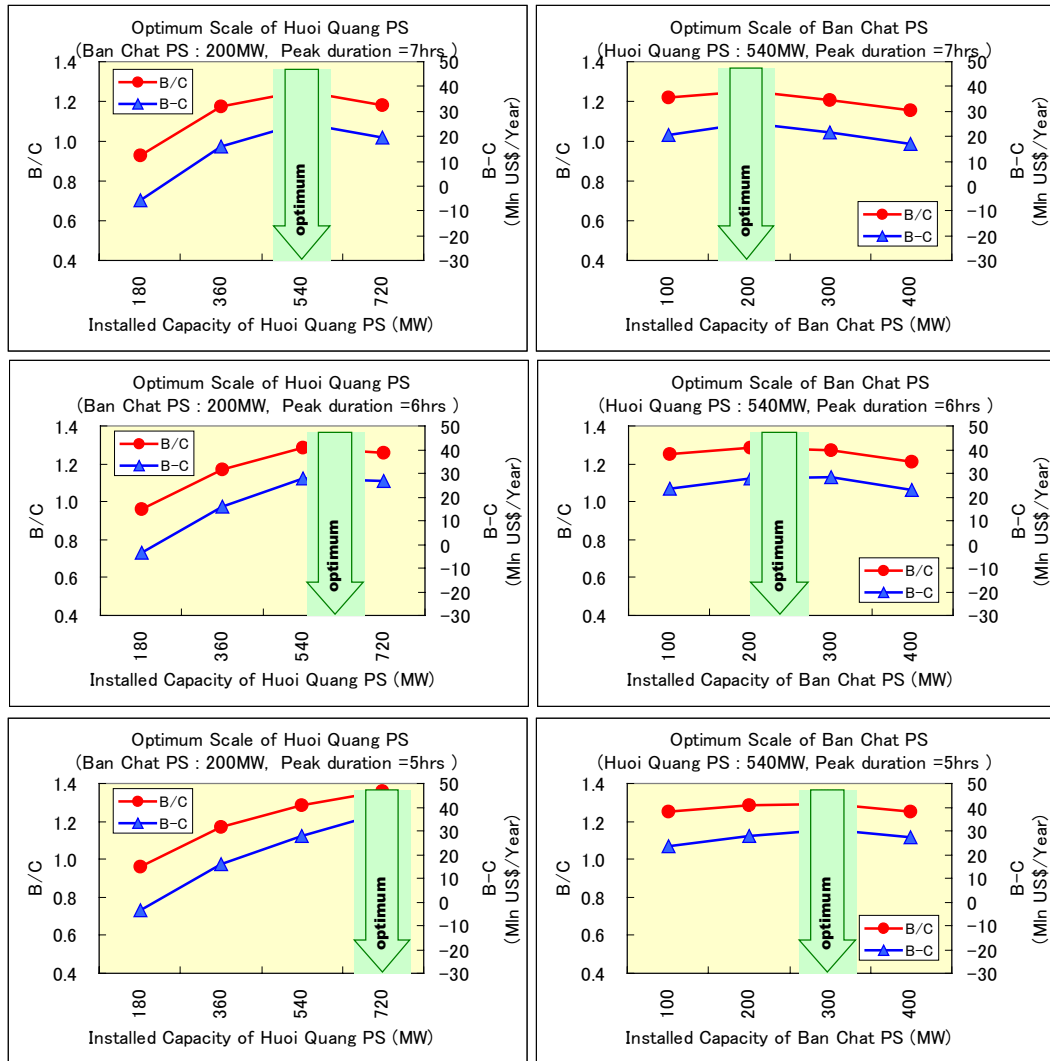 Optimum Scale of Huoi Quang PS
(Ban Chat PS : 200MW, Peak duration =7hrs )
1.4
1.2
1.0
0.8
0.6
0.4
B/C
B/C
B-C
optimum
50
40
30
20
10
0
-10
-20
-30
B-C
(Mln US$/Year)
180
360
540
720
Installed Capacity of Huoi Quang PS (MW)
Optimum Scale of Ban Chat PS
(Huoi Quang PS : 540MW, Peak duration =7hrs )
1.4
1.2
1.0
0.8
0.6
0.4
B/C
optimum
B/C
B-C
50
40
30
20
10
0
-10
-20
-30
B-C
(Mln US$/Year)
100
200
300
400
Installed Capacity of Ban Chat PS (MW)
Optimum Scale of Huoi Quang PS
(Ban Chat PS : 200MW, Peak duration =6hrs )
1.4
1.2
1.0
0.8
0.6
0.4
B/C
B/C
B-C
optimum
50
40
30
20
10
0
-10
-20
-30
B-C
(Mln US$/Year)
180
360
540
720
Installed Capacity of Huoi Quang PS (MW)
Optimum Scale of Ban Chat PS
(Huoi Quang PS : 540MW, Peak duration =6hrs )
1.4
1.2
1.0
0.8
0.6
0.4
B/C
optimum
B/C
B-C
50
40
30
20
10
0
-10
-20
-30
B-C
(Mln US$/Year)
100
200
300
400
Installed Capacity of Ban Chat PS (MW)
Optimum Scale of Huoi Quang PS
(Ban Chat PS : 200MW, Peak duration =5hrs )
1.4
1.2
1.0
0.8
0.6
0.4
B/C
B/C
B-C
optimum
50
40
30
20
10
0
-10
-20
-30
B-C
(Mln US$/Year)
180
360
540
720
Installed Capacity of Huoi Quang PS (MW)
Optimum Scale of Ban Chat PS
(Huoi Quang PS : 540MW, Peak duration =5hrs )
1.4
1.2
1.0
0.8
0.6
0.4
B/C
optimum
B/C
B-C
50
40
30
20
10
0
-10
-20
-30
B-C
(Mln US$/Year)
100
200
300
400
Installed Capacity of Ban Chat PS (MW)